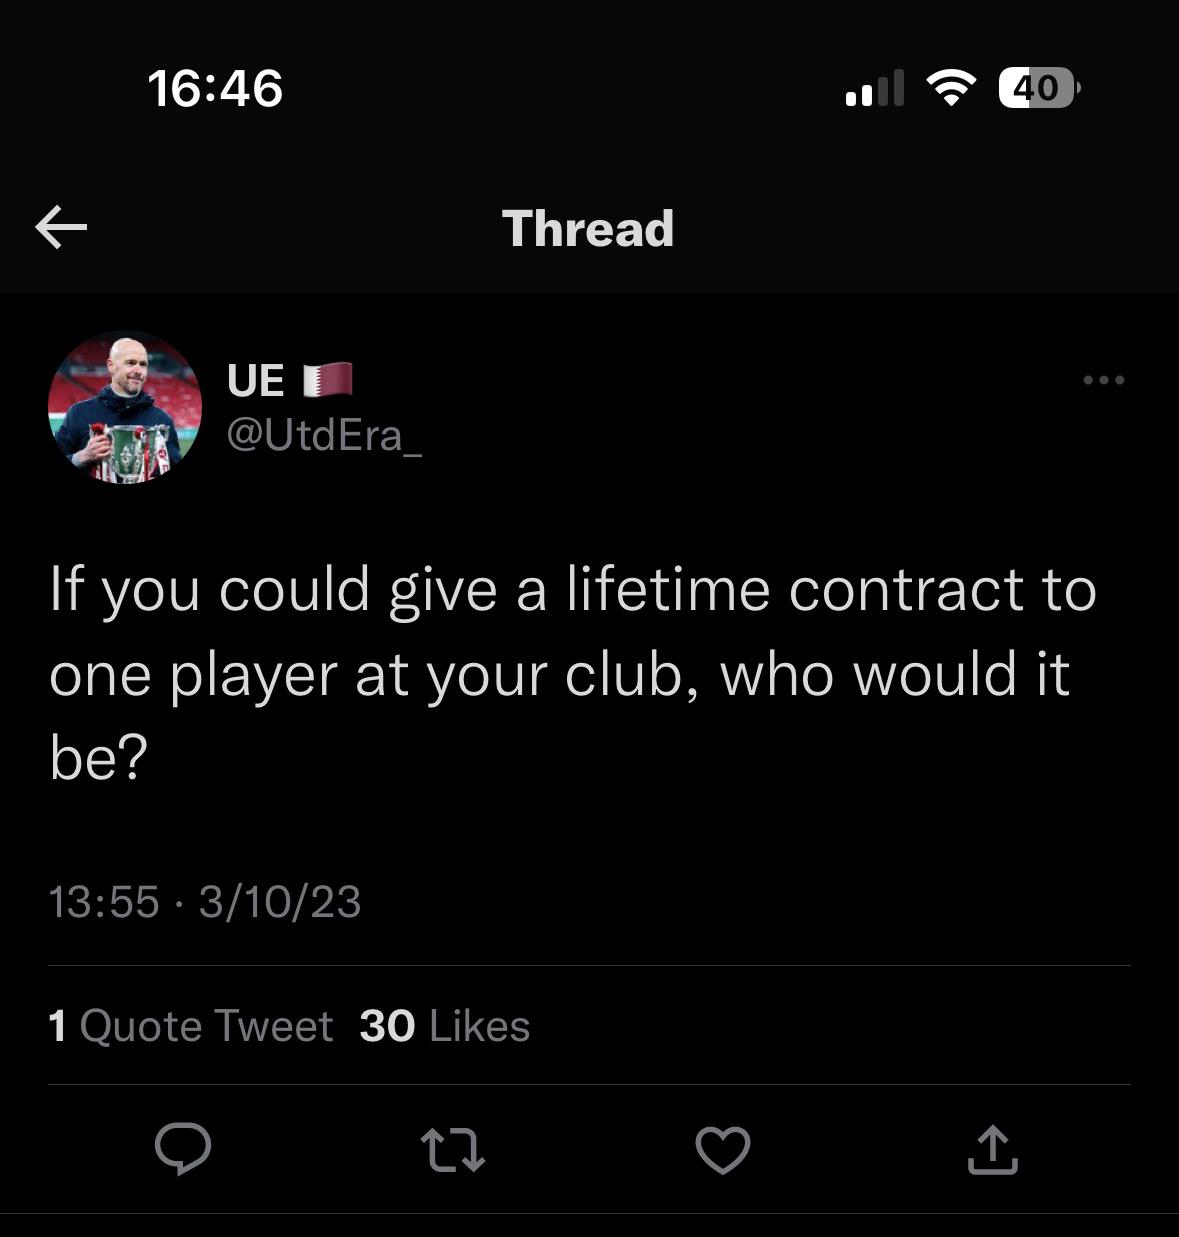 16:46
40
Thread
UE 🇶🇦
@UtdEra_
If you could give a lifetime contract to
one player at your club, who would it
be?
13:55 · 3/10/23
1 Quote Tweet 30 Likes